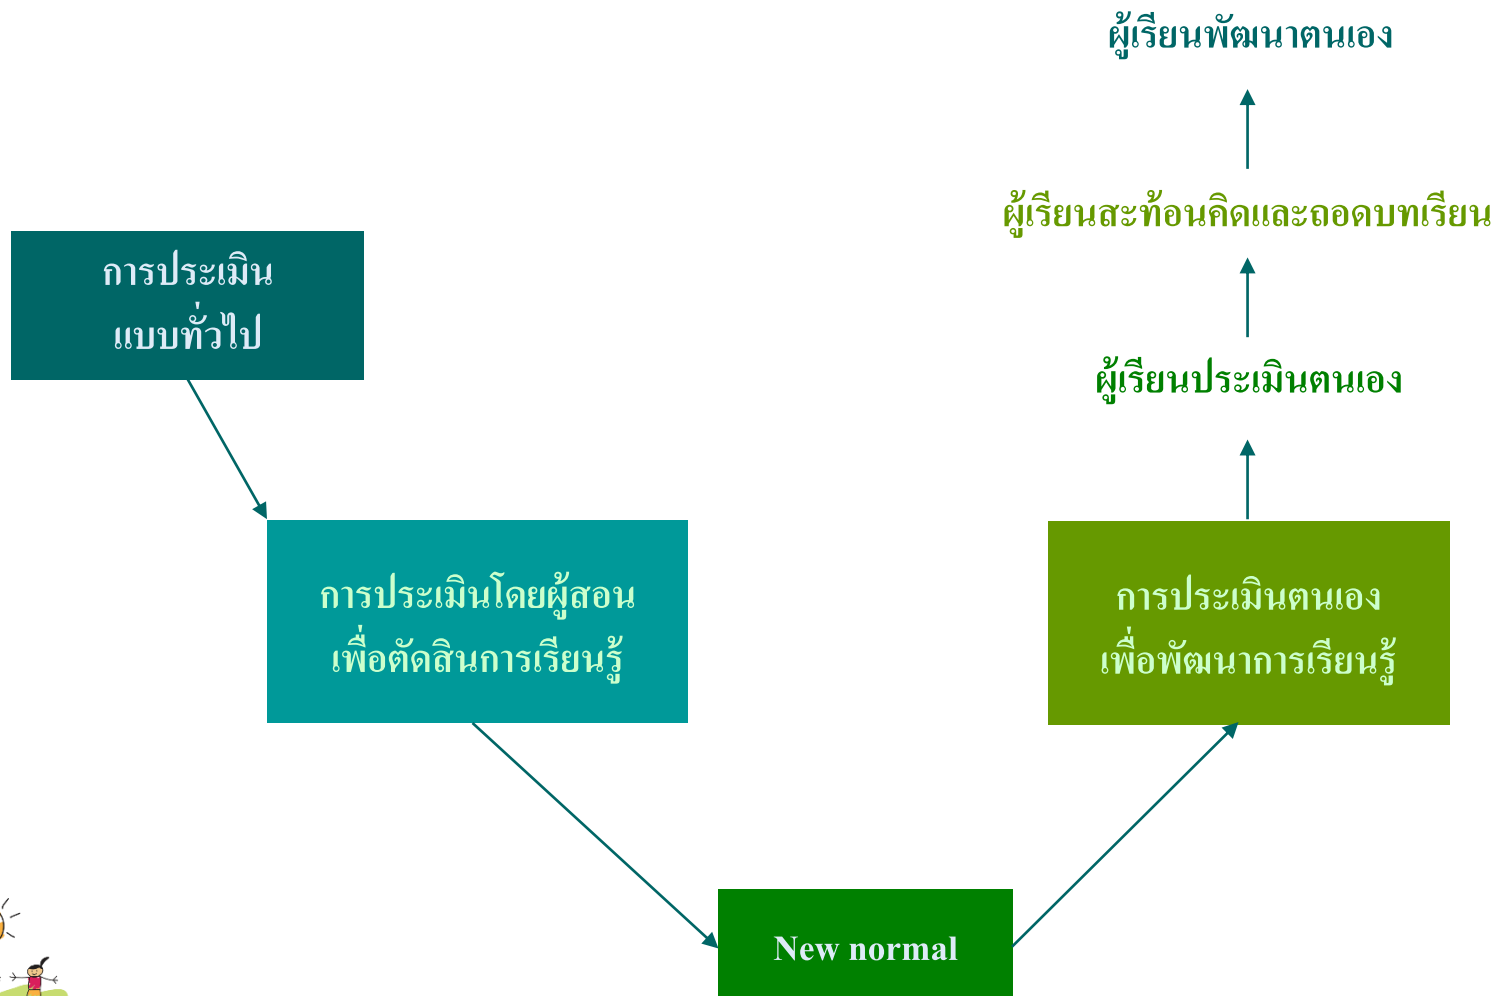 ผู้เรียนพัฒนาตนเอง
ผู้เรียนสะท้อนคิดและถอดบทเรียน
การประเมิน
แบบทั่วไป
ผู้เรียนประเมินตนเอง
การประเมินโดยผู้สอน
เพื่อตัดสินการเรียนรู้
การประเมินตนเอง
เพื่อพัฒนาการเรียนรู้
New normal